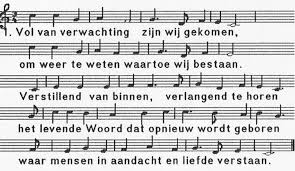 1. Vol van verwachting zijn wij gekomen,
om weer te weten waartoe wij bestaan.
Verstillend van binnen, verlangend te horen
het levende Woord dat opnieuw wordt geboren
waar mensen in aandacht en liefde verstaan.